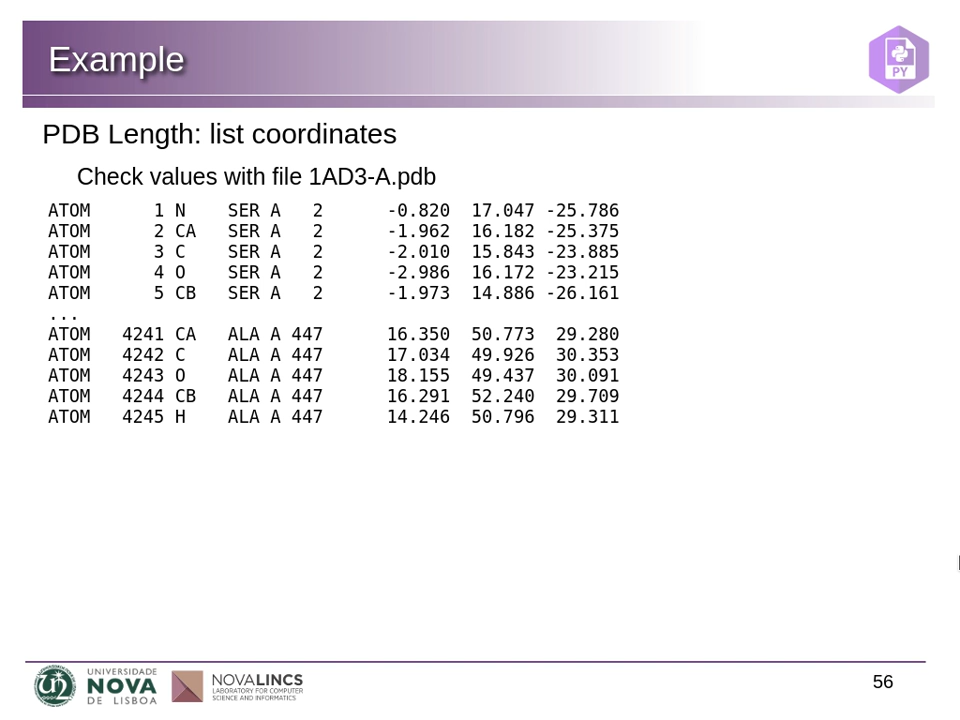 Example
PY
PDB Length: list coordinates
Check values with file 1AD3-A.pdb
ATOM      1 N    SER A   2      -0.820  17.047 -25.786
ATOM      2 CA   SER A   2      -1.962  16.182 -25.375
ATOM      3 C    SER A   2      -2.010  15.843 -23.885
ATOM      4 O    SER A   2      -2.986  16.172 -23.215
ATOM      5 CB   SER A   2      -1.973  14.886 -26.161
...
ATOM   4241 CA   ALA A 447      16.350  50.773  29.280
ATOM   4242 C    ALA A 447      17.034  49.926  30.353
ATOM   4243 O    ALA A 447      18.155  49.437  30.091
ATOM   4244 CB   ALA A 447      16.291  52.240  29.709
ATOM   4245 H    ALA A 447      14.246  50.796  29.311
UNIVERSIDADE
NOVA
DE LISBOA
NOVALINCS
LABORATORY FOR COMPUTER
SCIENCE AND INFORMATICS
56